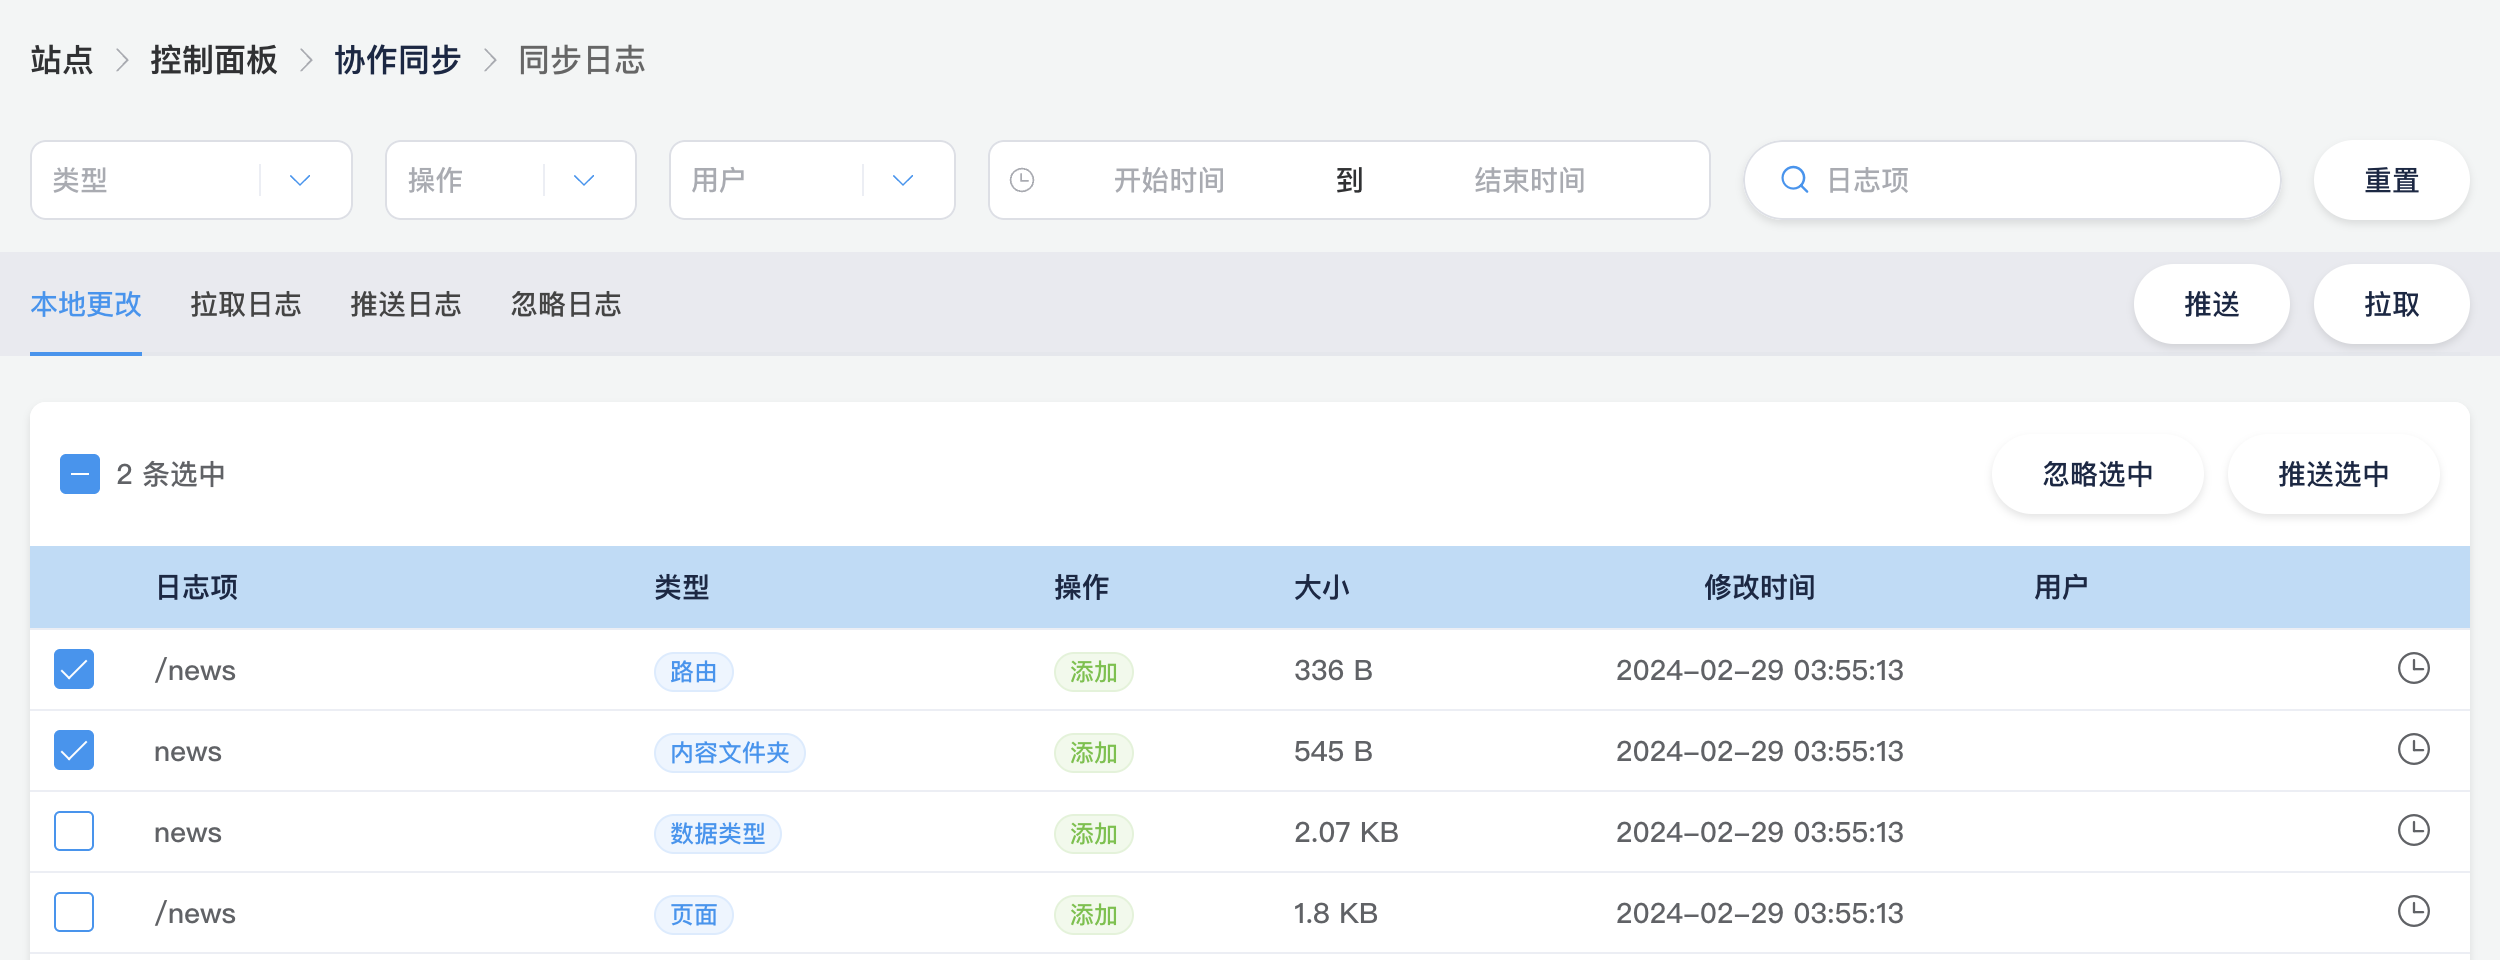 站点 控制面板 协作同步 同步日志
类型 操作 用户 开始时间 到 结束时间 日志项 重置
本地更改 拉取日志 推送日志 忽略日志 推送 拉取
2 条选中 忽略选中 推送选中
日志项 类型 操作 大小 修改时间 用户
/news 路由 添加 336 B 2024-02-29 03:55:13
news 内容文件夹 添加 545 B 2024-02-29 03:55:13
news 数据类型 添加 2.07 KB 2024-02-29 03:55:13
/news 页面 添加 1.8 KB 2024-02-29 03:55:13